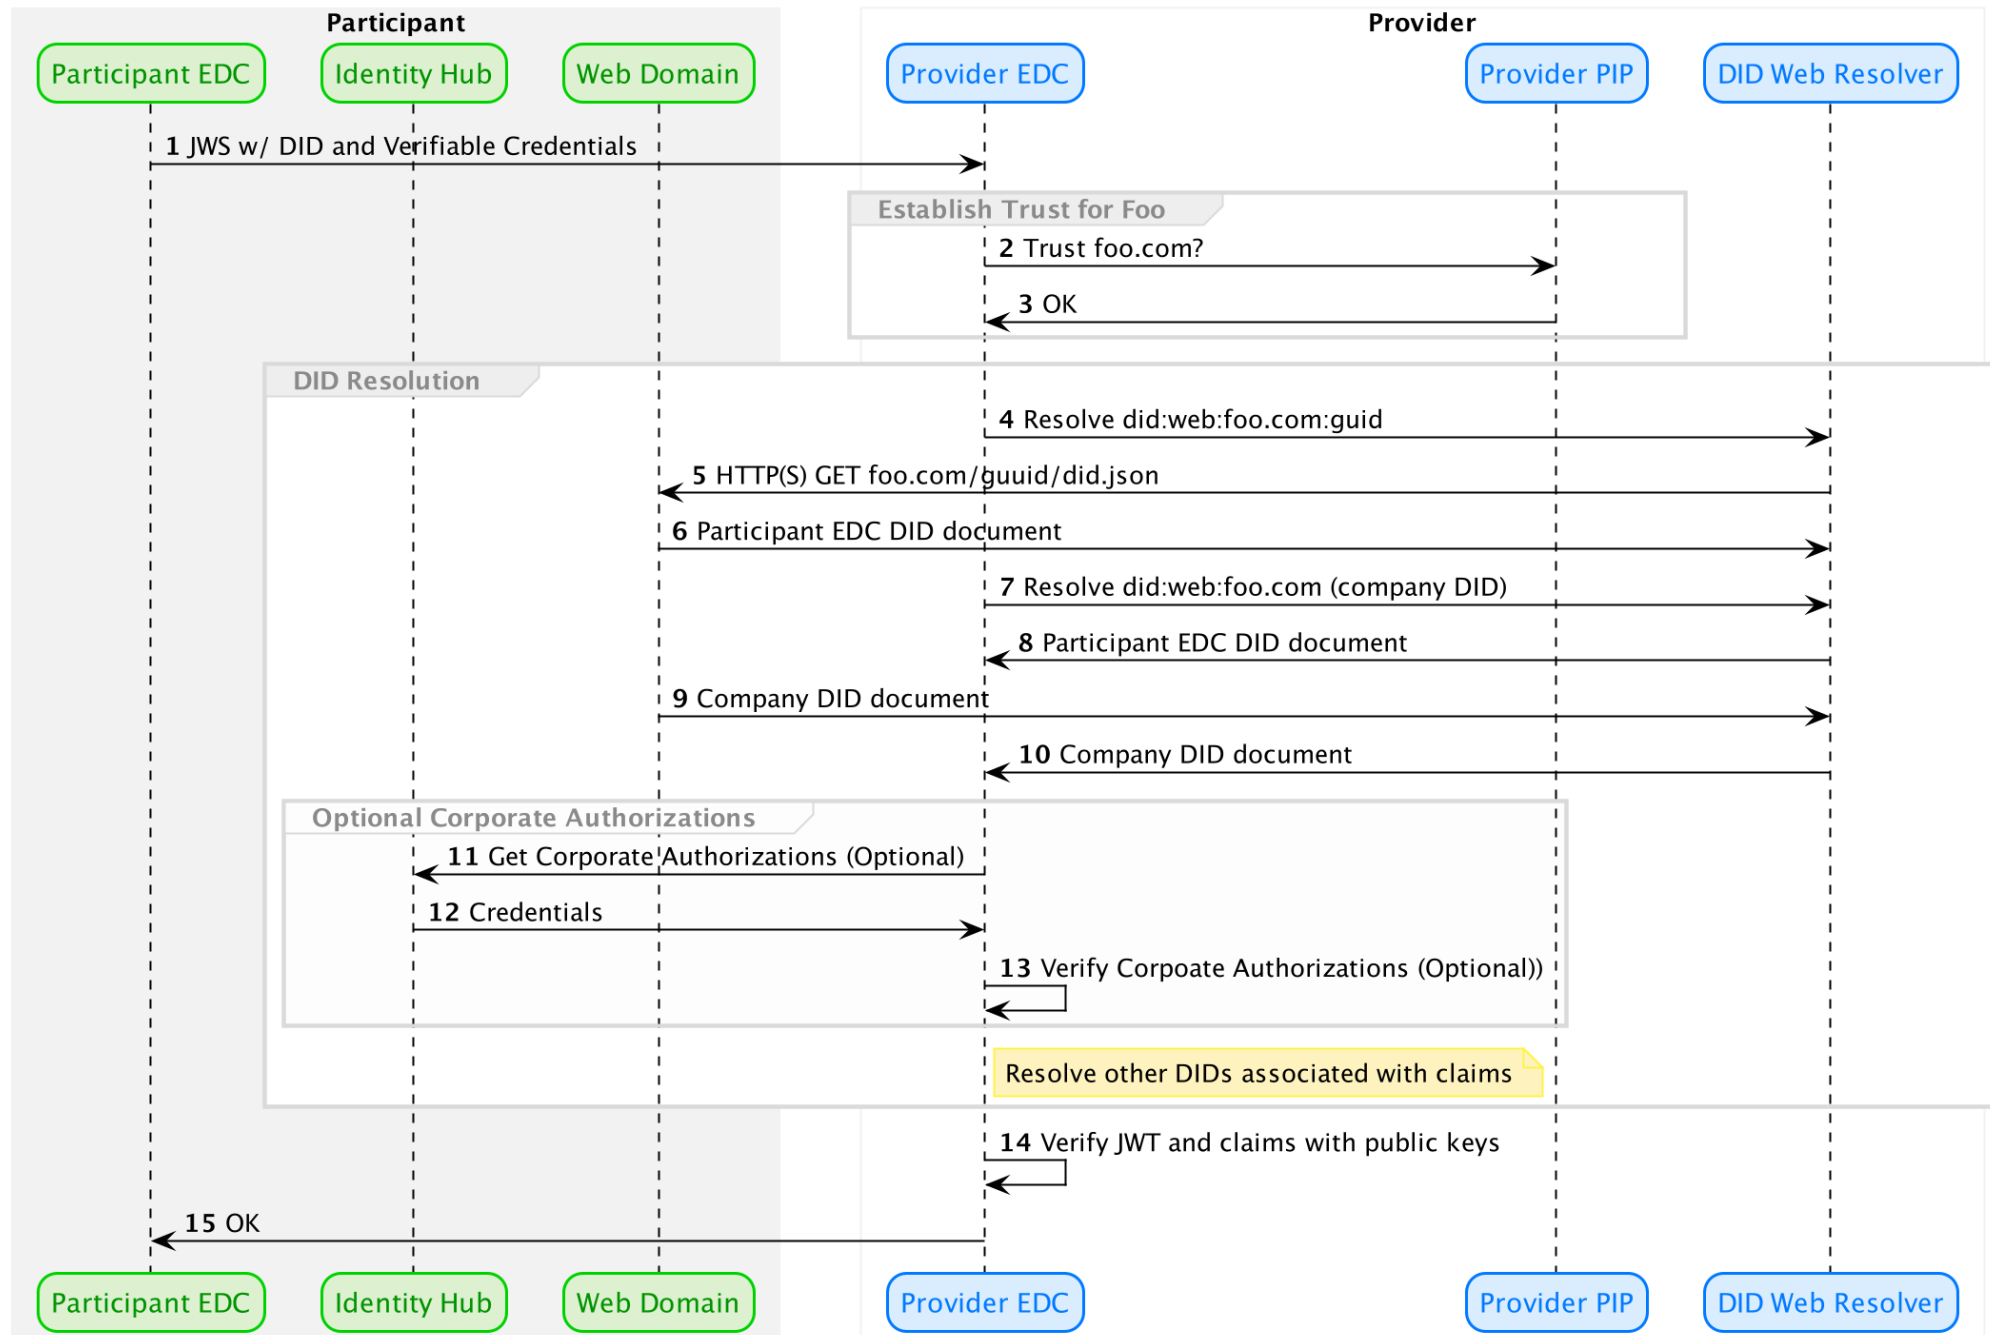 Participant
Provider
Participant EDC
Identity Hub
Web Domain
Provider EDC
Provider PIP
DID Web Resolver
1 JWS w/ DID and Verifiable Credentials
Establish Trust for Foo
2 Trust foo.com?
3 OK
DID Resolution
4 Resolve did:web:foo.com:guid
5 HTTP(S) GET foo.com/guuid/did.json
6 Participant EDC DID document
7 Resolve did:web:foo.com (company DID)
8 Participant EDC DID document
9 Company DID document
10 Company DID document
Optional Corporate Authorizations
11 Get Corporate Authorizations (Optional)
12 Credentials
13 Verify Corpoate Authorizations (Optional))
Resolve other DIDs associated with claims
14 Verify JWT and claims with public keys
15 OK
Participant EDC
Identity Hub
Web Domain
Provider EDC
Provider PIP
DID Web Resolver